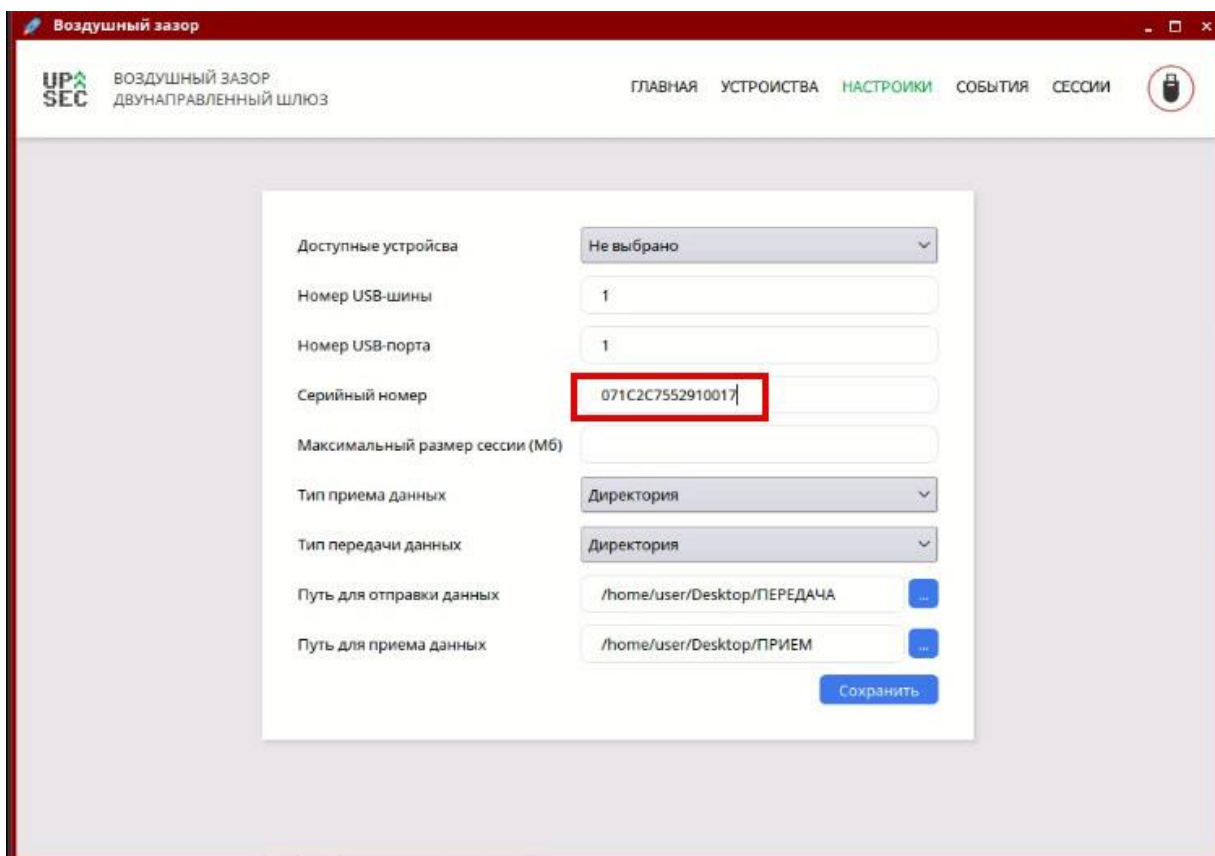 Воздушный зазор
UP SEC
ВОЗДУШНЫЙ ЗАЗОР
ДВУНАПРАВЛЕННЫЙ ШЛЮЗ
ГЛАВНАЯ УСТРОИСТВА НАСТРОИКИ СОБЫТИЯ СЕССИИ
Доступные устройсва Не выбрано
Номер USB-шины 1
Номер USB-порта 1
Серийный номер 071C2C7552910017
Максимальный размер сессии (Мб)
Тип приема данных Директория
Тип передачи данных Директория
Путь для отправки данных /home/user/Desktop/ПЕРЕДАЧА ...
Путь для приема данных /home/user/Desktop/ПРИЕМ ...
Сохранить